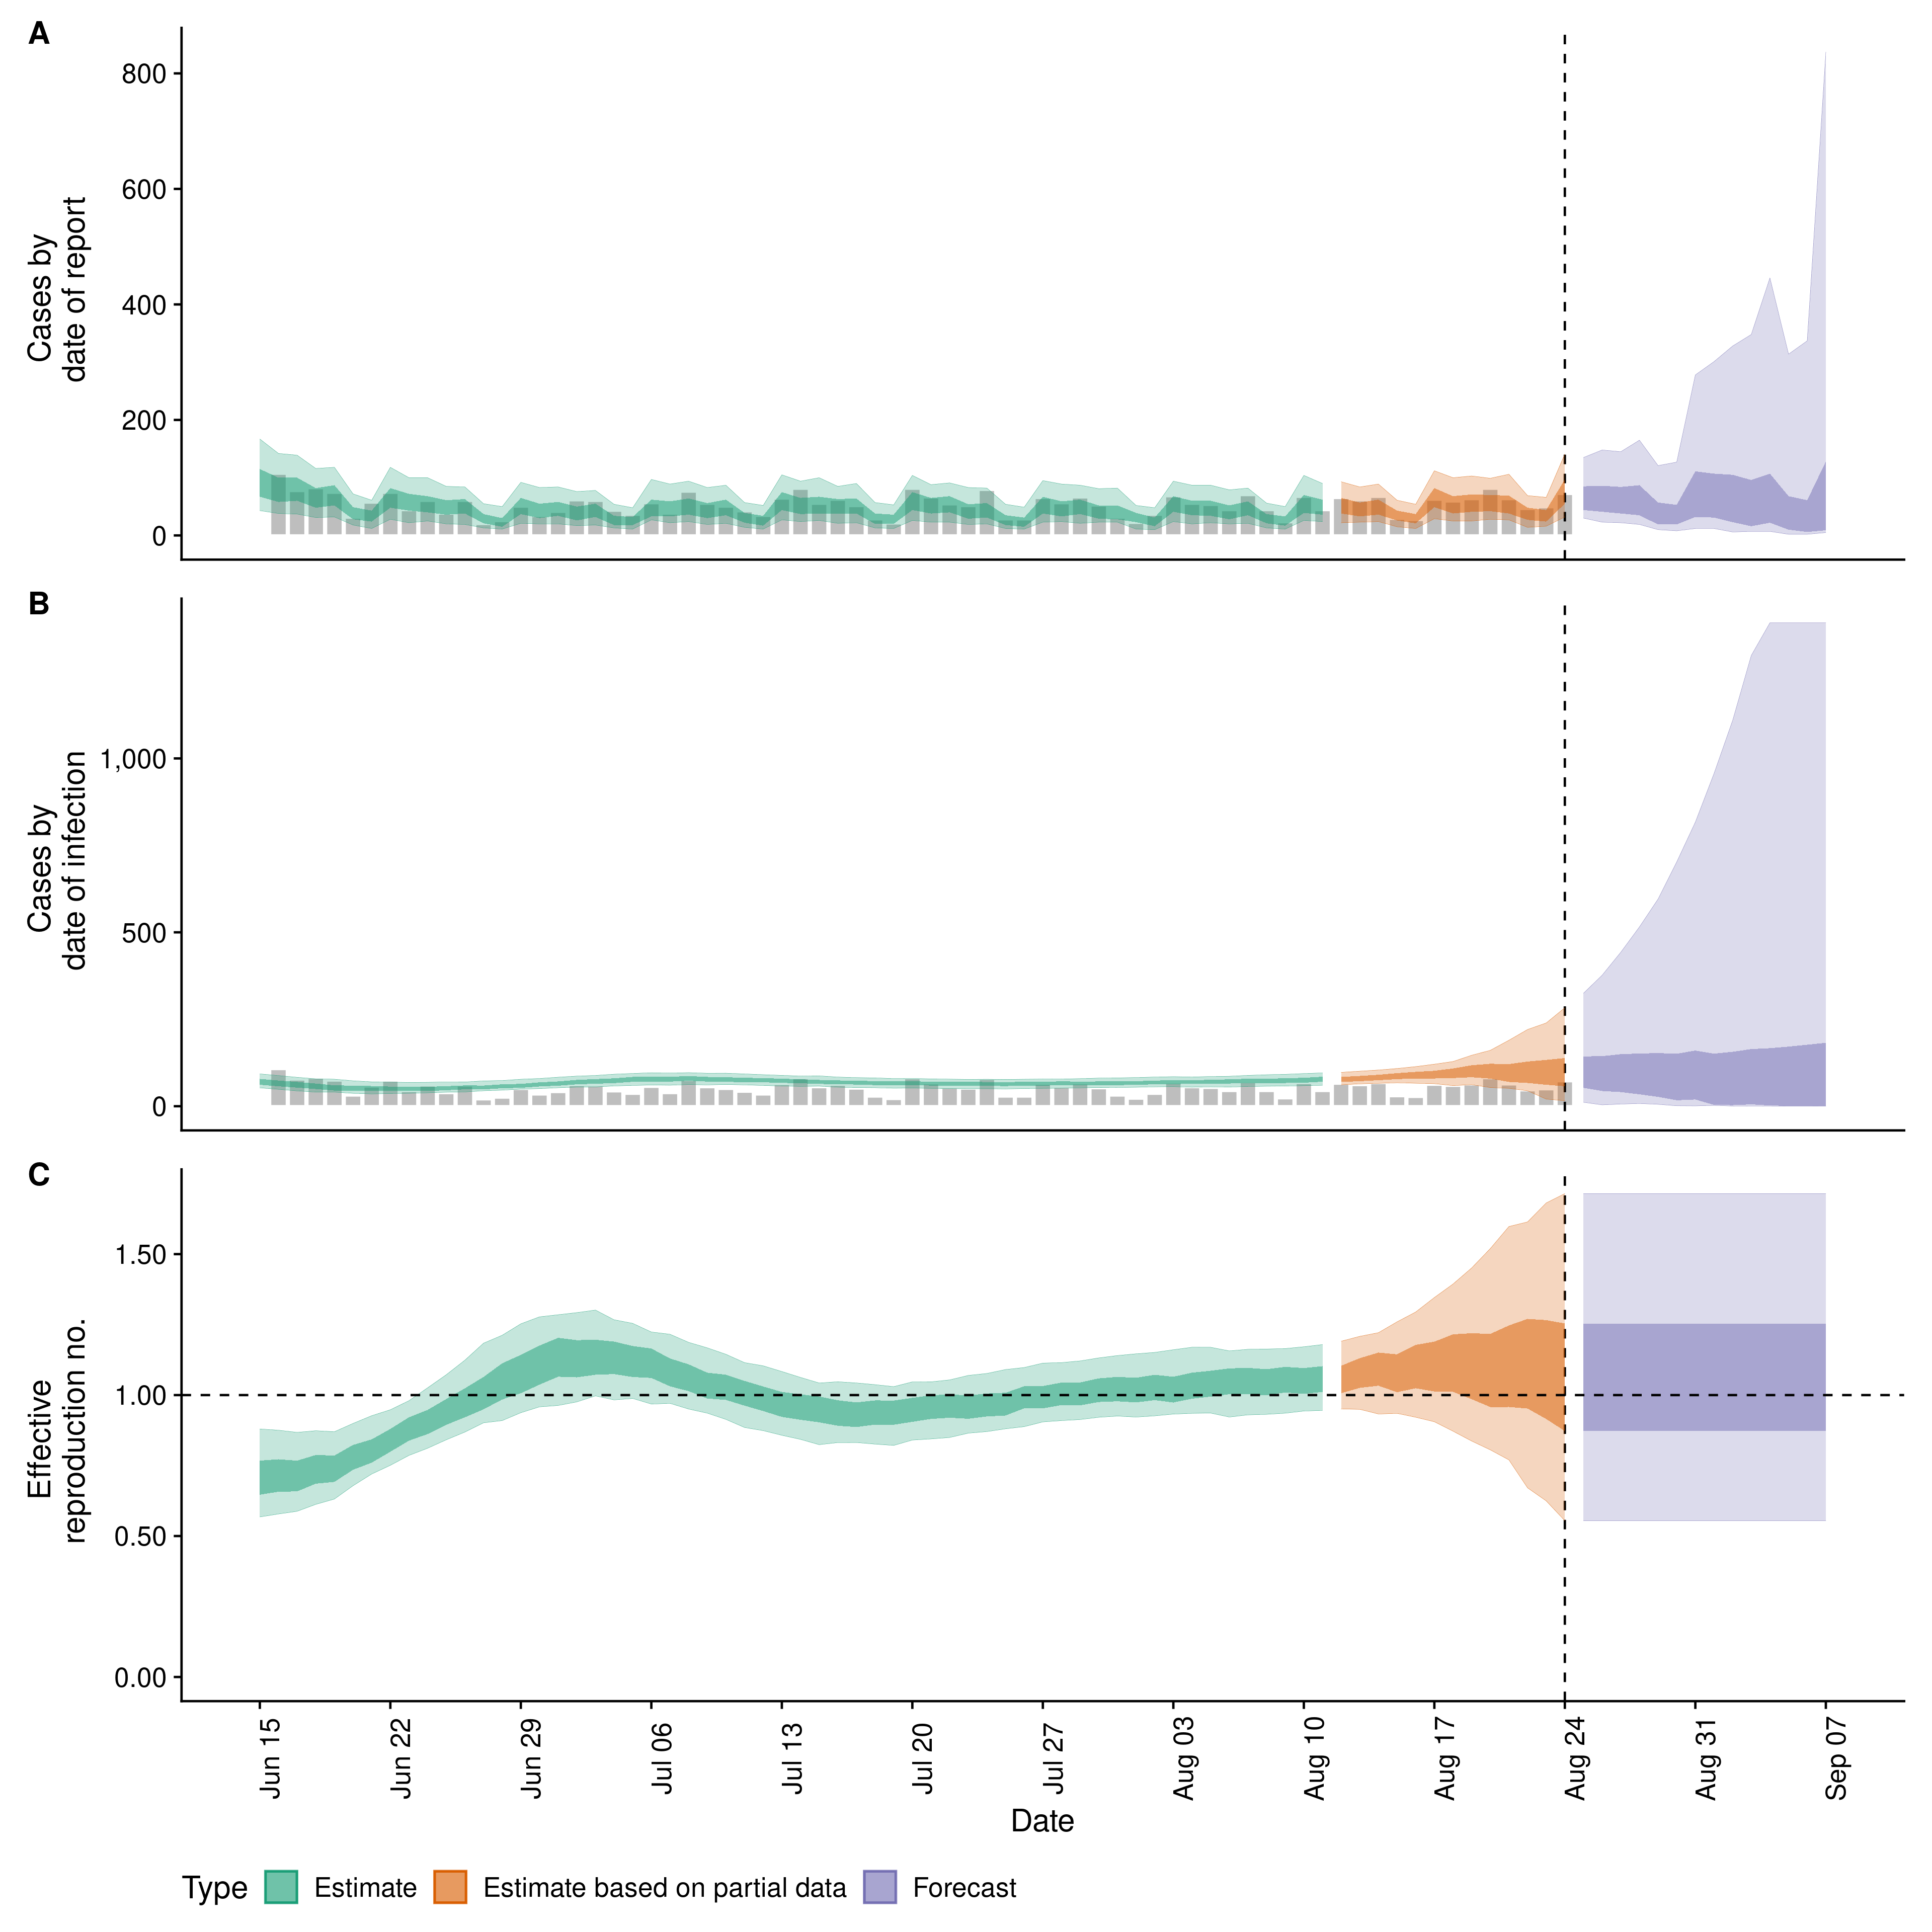 A
Cases by
date of report
800
600
400
200
0
B
Cases by
date of infection
1,000
500
0
C
Effective
reproduction no.
1.50
1.00
0.50
0.00
Jun 15
Jun 22
Jun 29
Jul 06
Jul 13
Jul 20
Jul 27
Aug 03
Aug 10
Aug 17
Aug 24
Aug 31
Sep 07
Date
Type
Estimate
Estimate based on partial data
Forecast